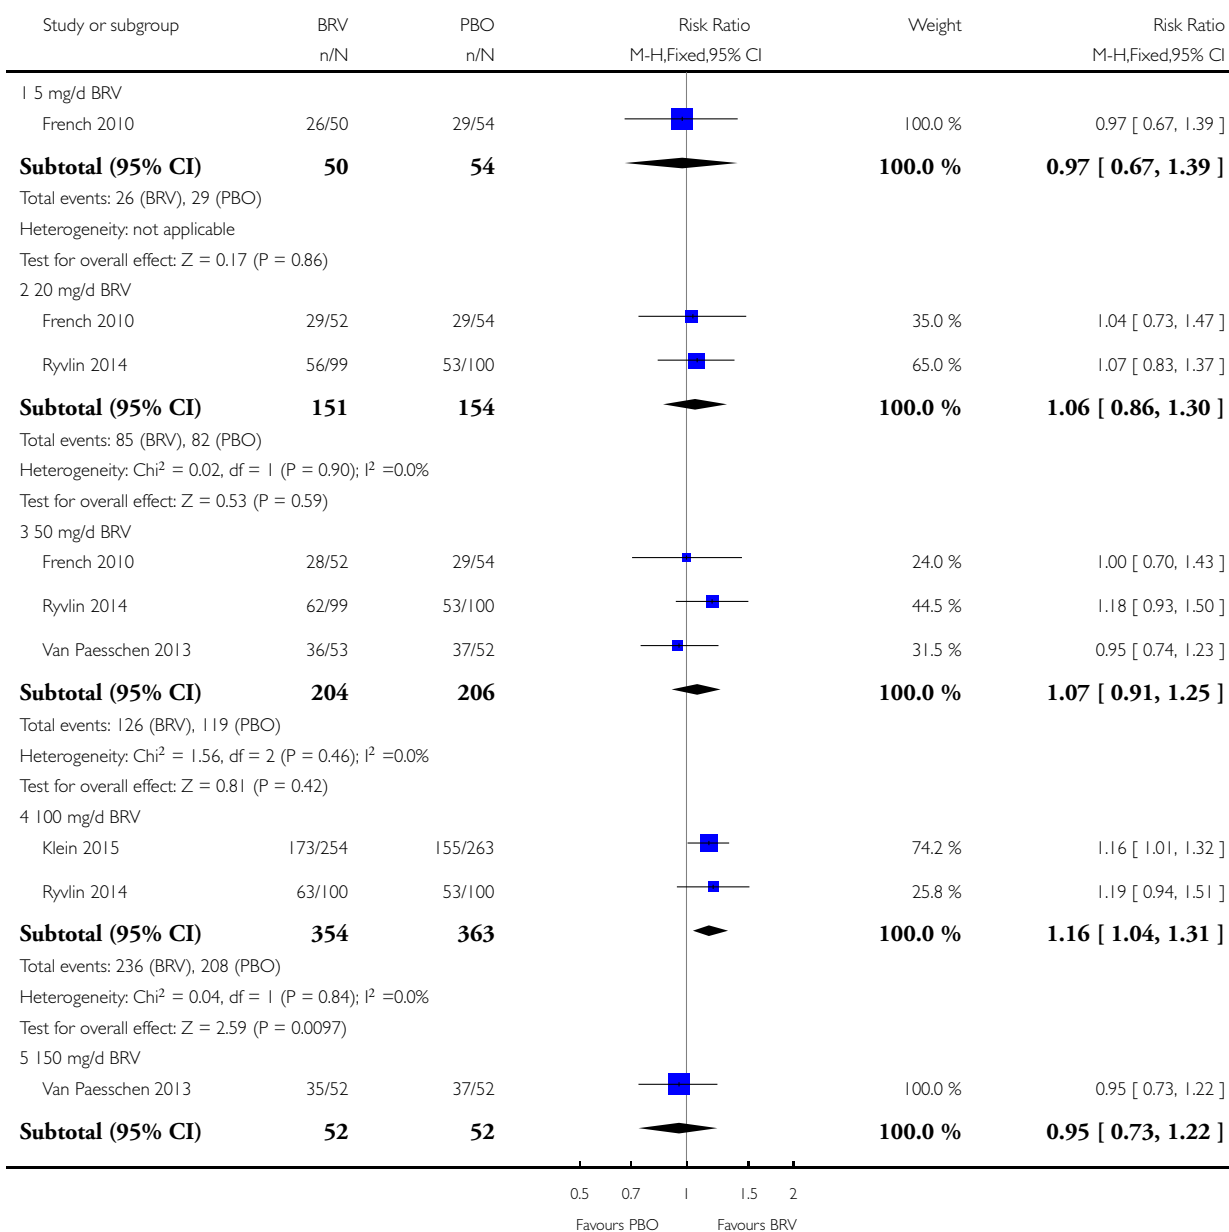 Study or subgroup BRV PBO Risk Ratio Weight Risk Ratio
n/N n/N M-H,Fixed,95% CI M-H,Fixed,95% CI
1 5 mg/d BRV
French 2010 26/50 29/54 100.0 % 0.97 [ 0.67, 1.39 ]
Subtotal (95% CI) 50 54 100.0 % 0.97 [ 0.67, 1.39 ]
Total events: 26 (BRV), 29 (PBO)
Heterogeneity: not applicable
Test for overall effect: Z = 0.17 (P = 0.86)
2 20 mg/d BRV
French 2010 29/52 29/54 35.0 % 1.04 [ 0.73, 1.47 ]
Ryvlin 2014 56/99 53/100 65.0 % 1.07 [ 0.83, 1.37 ]
Subtotal (95% CI) 151 154 100.0 % 1.06 [ 0.86, 1.30 ]
Total events: 85 (BRV), 82 (PBO)
Heterogeneity: Chi² = 0.02, df = 1 (P = 0.90); I² =0.0%
Test for overall effect: Z = 0.53 (P = 0.59)
3 50 mg/d BRV
French 2010 28/52 29/54 24.0 % 1.00 [ 0.70, 1.43 ]
Ryvlin 2014 62/99 53/100 44.5 % 1.18 [ 0.93, 1.50 ]
Van Paesschen 2013 36/53 37/52 31.5 % 0.95 [ 0.74, 1.23 ]
Subtotal (95% CI) 204 206 100.0 % 1.07 [ 0.91, 1.25 ]
Total events: 126 (BRV), 119 (PBO)
Heterogeneity: Chi² = 1.56, df = 2 (P = 0.46); I² =0.0%
Test for overall effect: Z = 0.81 (P = 0.42)
4 100 mg/d BRV
Klein 2015 173/254 155/263 74.2 % 1.16 [ 1.01, 1.32 ]
Ryvlin 2014 63/100 53/100 25.8 % 1.19 [ 0.94, 1.51 ]
Subtotal (95% CI) 354 363 100.0 % 1.16 [ 1.04, 1.31 ]
Total events: 236 (BRV), 208 (PBO)
Heterogeneity: Chi² = 0.04, df = 1 (P = 0.84); I² =0.0%
Test for overall effect: Z = 2.59 (P = 0.0097)
5 150 mg/d BRV
Van Paesschen 2013 35/52 37/52 100.0 % 0.95 [ 0.73, 1.22 ]
Subtotal (95% CI) 52 52 100.0 % 0.95 [ 0.73, 1.22 ]
0.5 0.7 1 1.5 2
Favours PBO Favours BRV